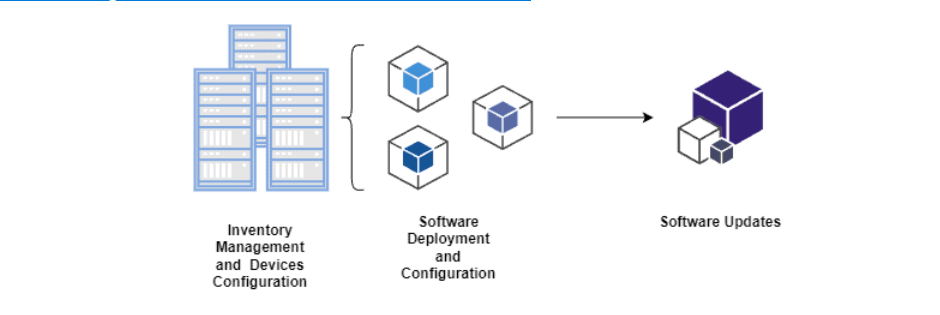 Inventory
Management
and Devices
Configuration
Software
Deployment
and
Configuration
Software Updates